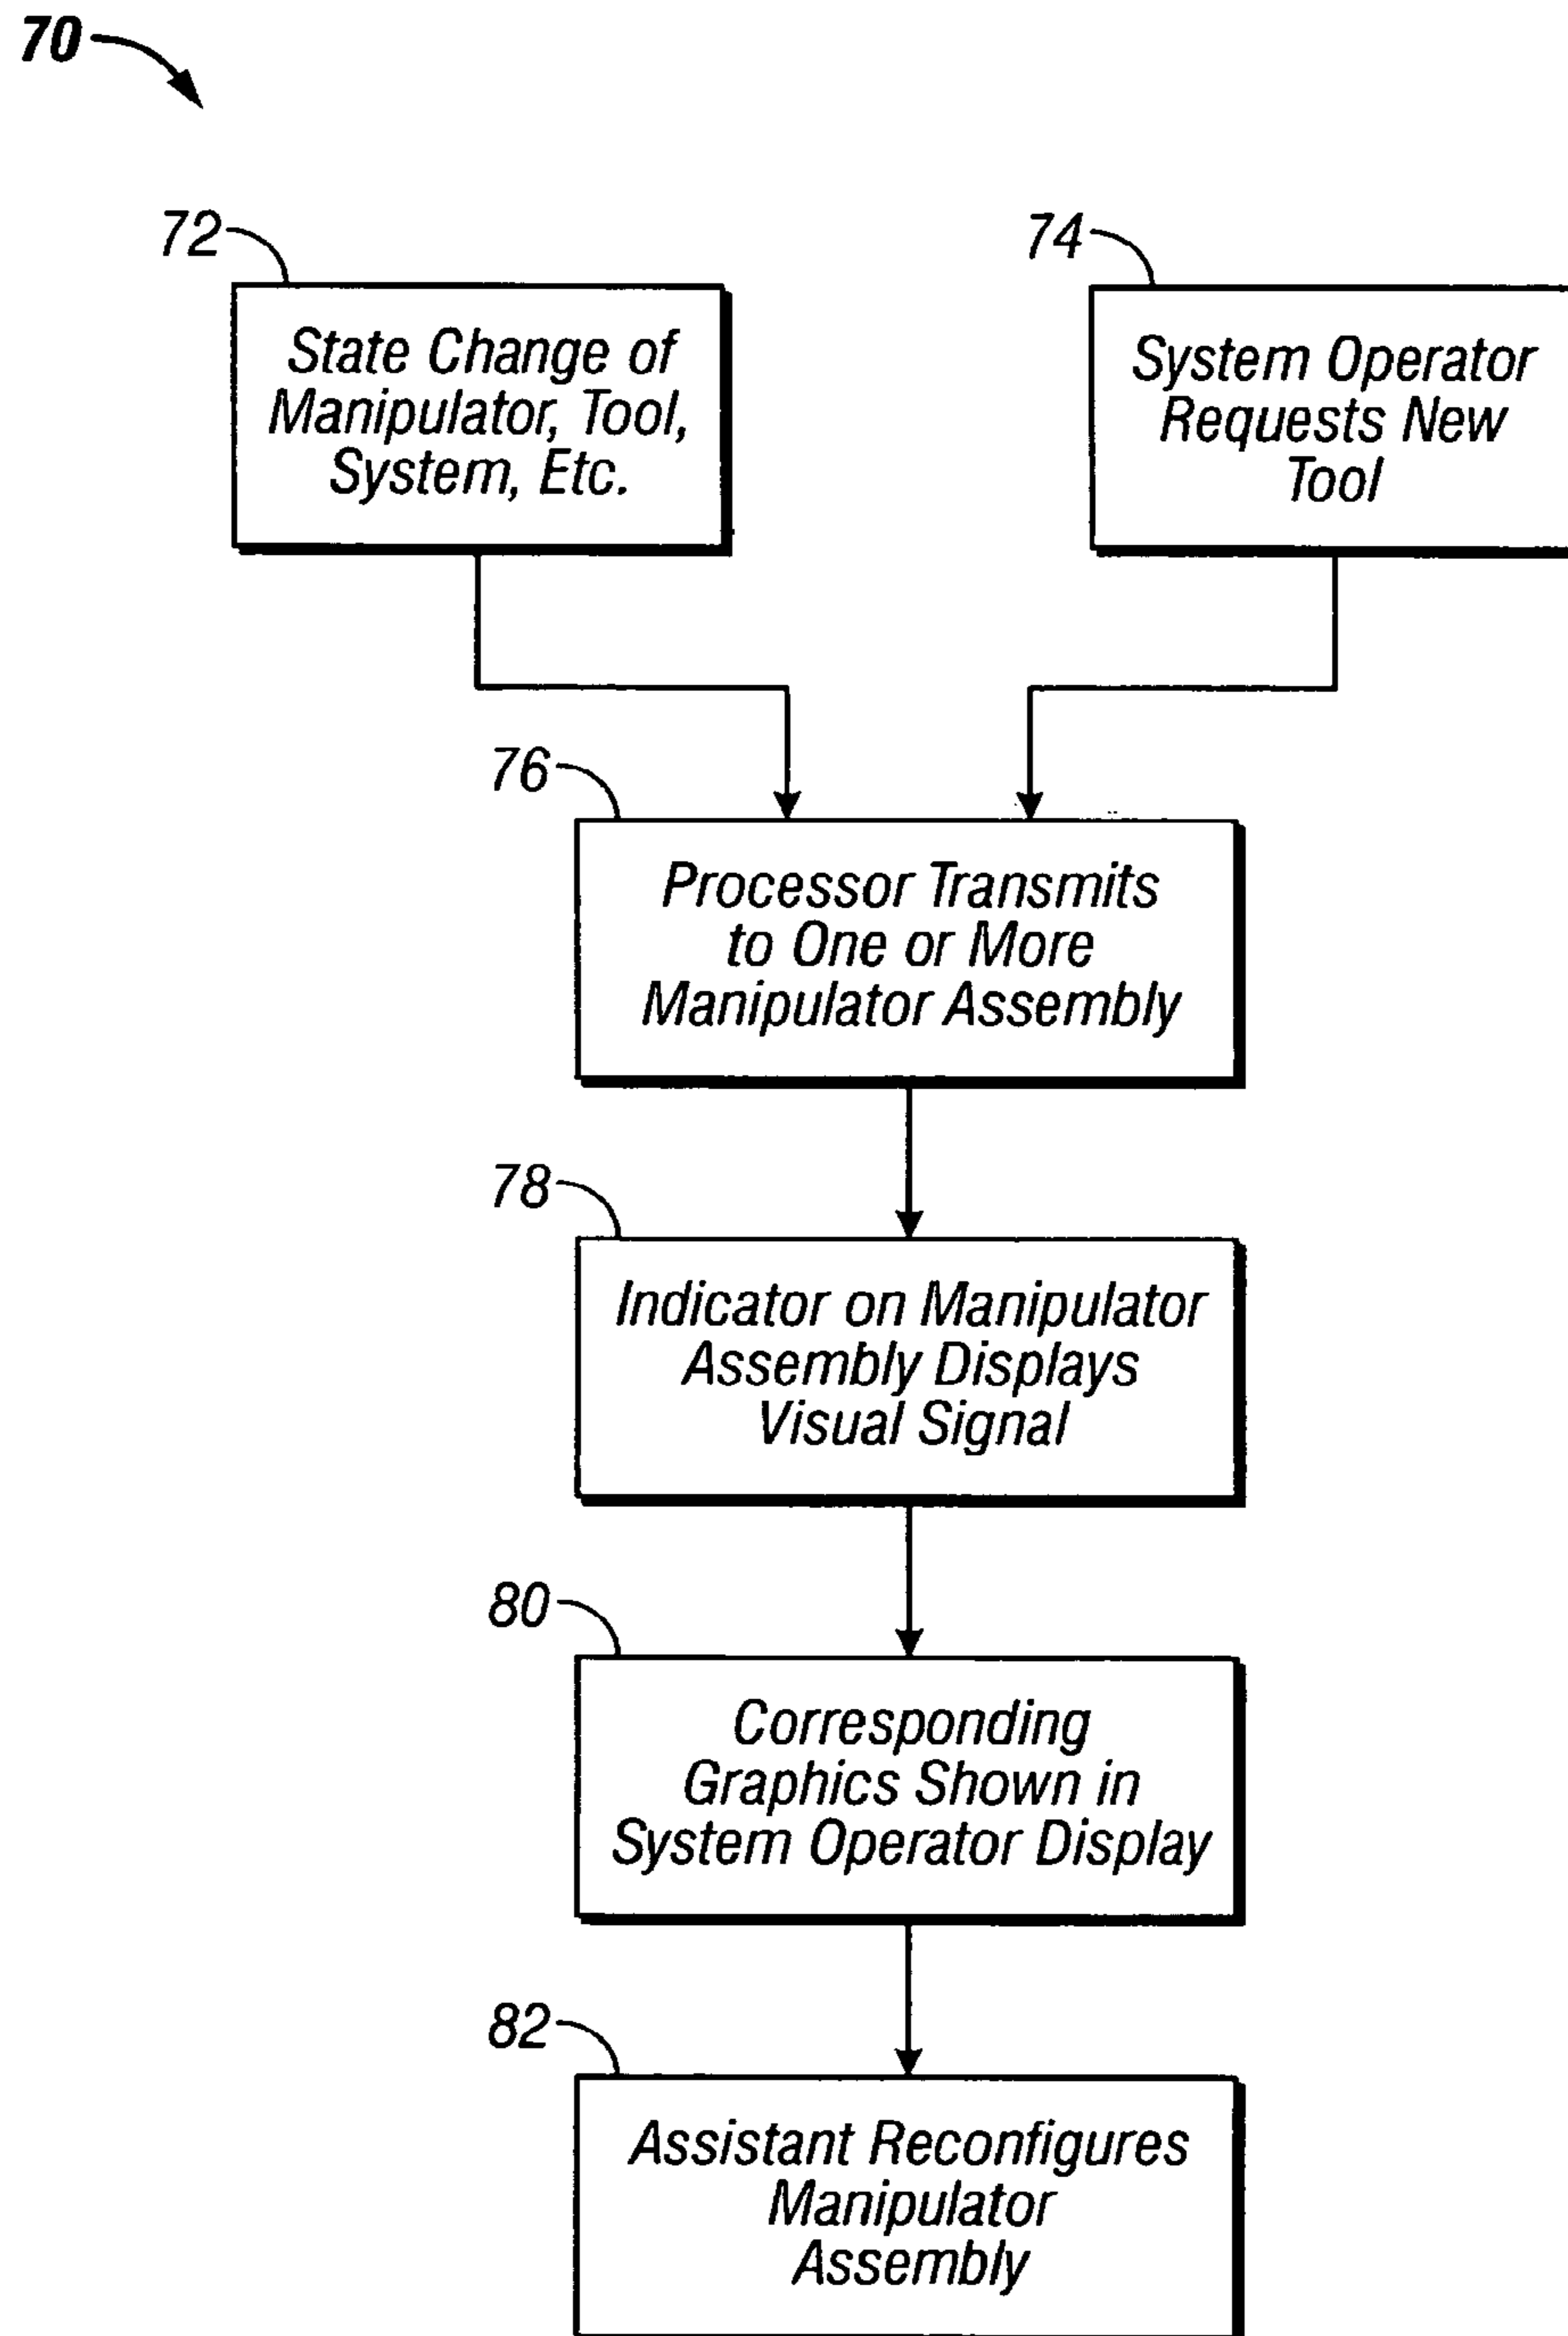 70
72
State Change of
Manipulator, Tool,
System, Etc.
74
System Operator
Requests New
Tool
76
Processor Transmits
to One or More
Manipulator Assembly
78
Indicator on Manipulator
Assembly Displays
Visual Signal
80
Corresponding
Graphics Shown in
System Operator Display
82
Assistant Reconfigures
Manipulator
Assembly